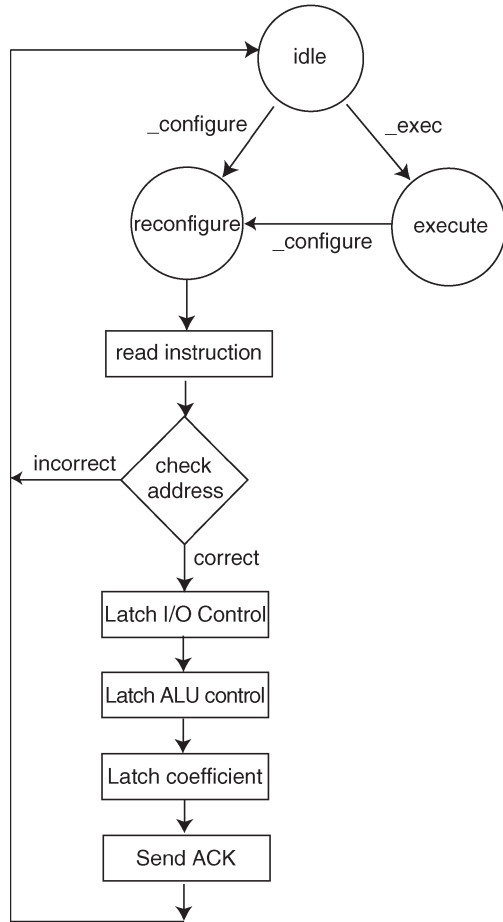 idle
_configure
_exec
reconfigure
execute
_configure
read instruction
incorrect
check
address
correct
Latch I/O Control
Latch ALU control
Latch coefficient
Send ACK